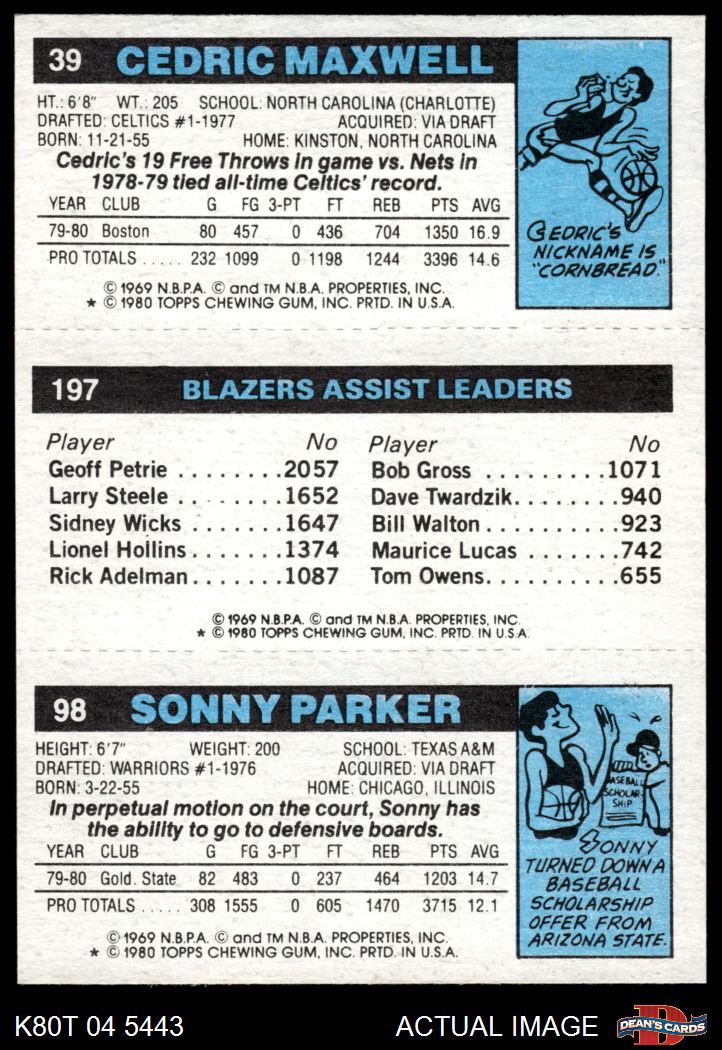 39 CEDRIC MAXWELL
HT.: 6'8" WT.: 205 SCHOOL: NORTH CAROLINA (CHARLOTTE)
DRAFTED: CELTICS #1-1977 ACQUIRED: VIA DRAFT
BORN: 11-21-55 HOME: KINSTON, NORTH CAROLINA
Cedric's 19 Free Throws in game vs. Nets in
1978-79 tied all-time Celtics' record.
YEAR CLUB G FG 3-PT FT REB PTS AVG
79-80 Boston 80 457 0 436 704 1350 16.9
PRO TOTALS ..... 232 1099 0 1198 1244 3396 14.6
© 1969 N.B.P.A. © and TM N.B.A. PROPERTIES, INC.
★ © 1980 TOPPS CHEWING GUM, INC. PRTD. IN U.S.A.
CEDRIC'S
NICKNAME IS
"CORNBREAD."
197 BLAZERS ASSIST LEADERS
Player No Player No
Geoff Petrie ........2057 Bob Gross .........1071
Larry Steele ........1652 Dave Twardzik.......940
Sidney Wicks .......1647 Bill Walton..........923
Lionel Hollins.......1374 Maurice Lucas ......742
Rick Adelman.......1087 Tom Owens..........655
© 1969 N.B.P.A. © and TM N.B.A. PROPERTIES, INC.
★ © 1980 TOPPS CHEWING GUM, INC. PRTD. IN U.S.A.
98 SONNY PARKER
HEIGHT: 6'7" WEIGHT: 200 SCHOOL: TEXAS A&M
DRAFTED: WARRIORS #1-1976 ACQUIRED: VIA DRAFT
BORN: 3-22-55 HOME: CHICAGO, ILLINOIS
In perpetual motion on the court, Sonny has
the ability to go to defensive boards.
YEAR CLUB G FG 3-PT FT REB PTS AVG
79-80 Gold. State 82 483 0 237 464 1203 14.7
PRO TOTALS ..... 308 1555 0 605 1470 3715 12.1
© 1969 N.B.P.A. © and TM N.B.A. PROPERTIES, INC.
★ © 1980 TOPPS CHEWING GUM, INC. PRTD. IN U.S.A.
BASEBALL
SCHOLAR-
SHIP
SONNY
TURNED DOWN A
BASEBALL
SCHOLARSHIP
OFFER FROM
ARIZONA STATE.
K80T 04 5443 ACTUAL IMAGE D DEAN'S CARDS